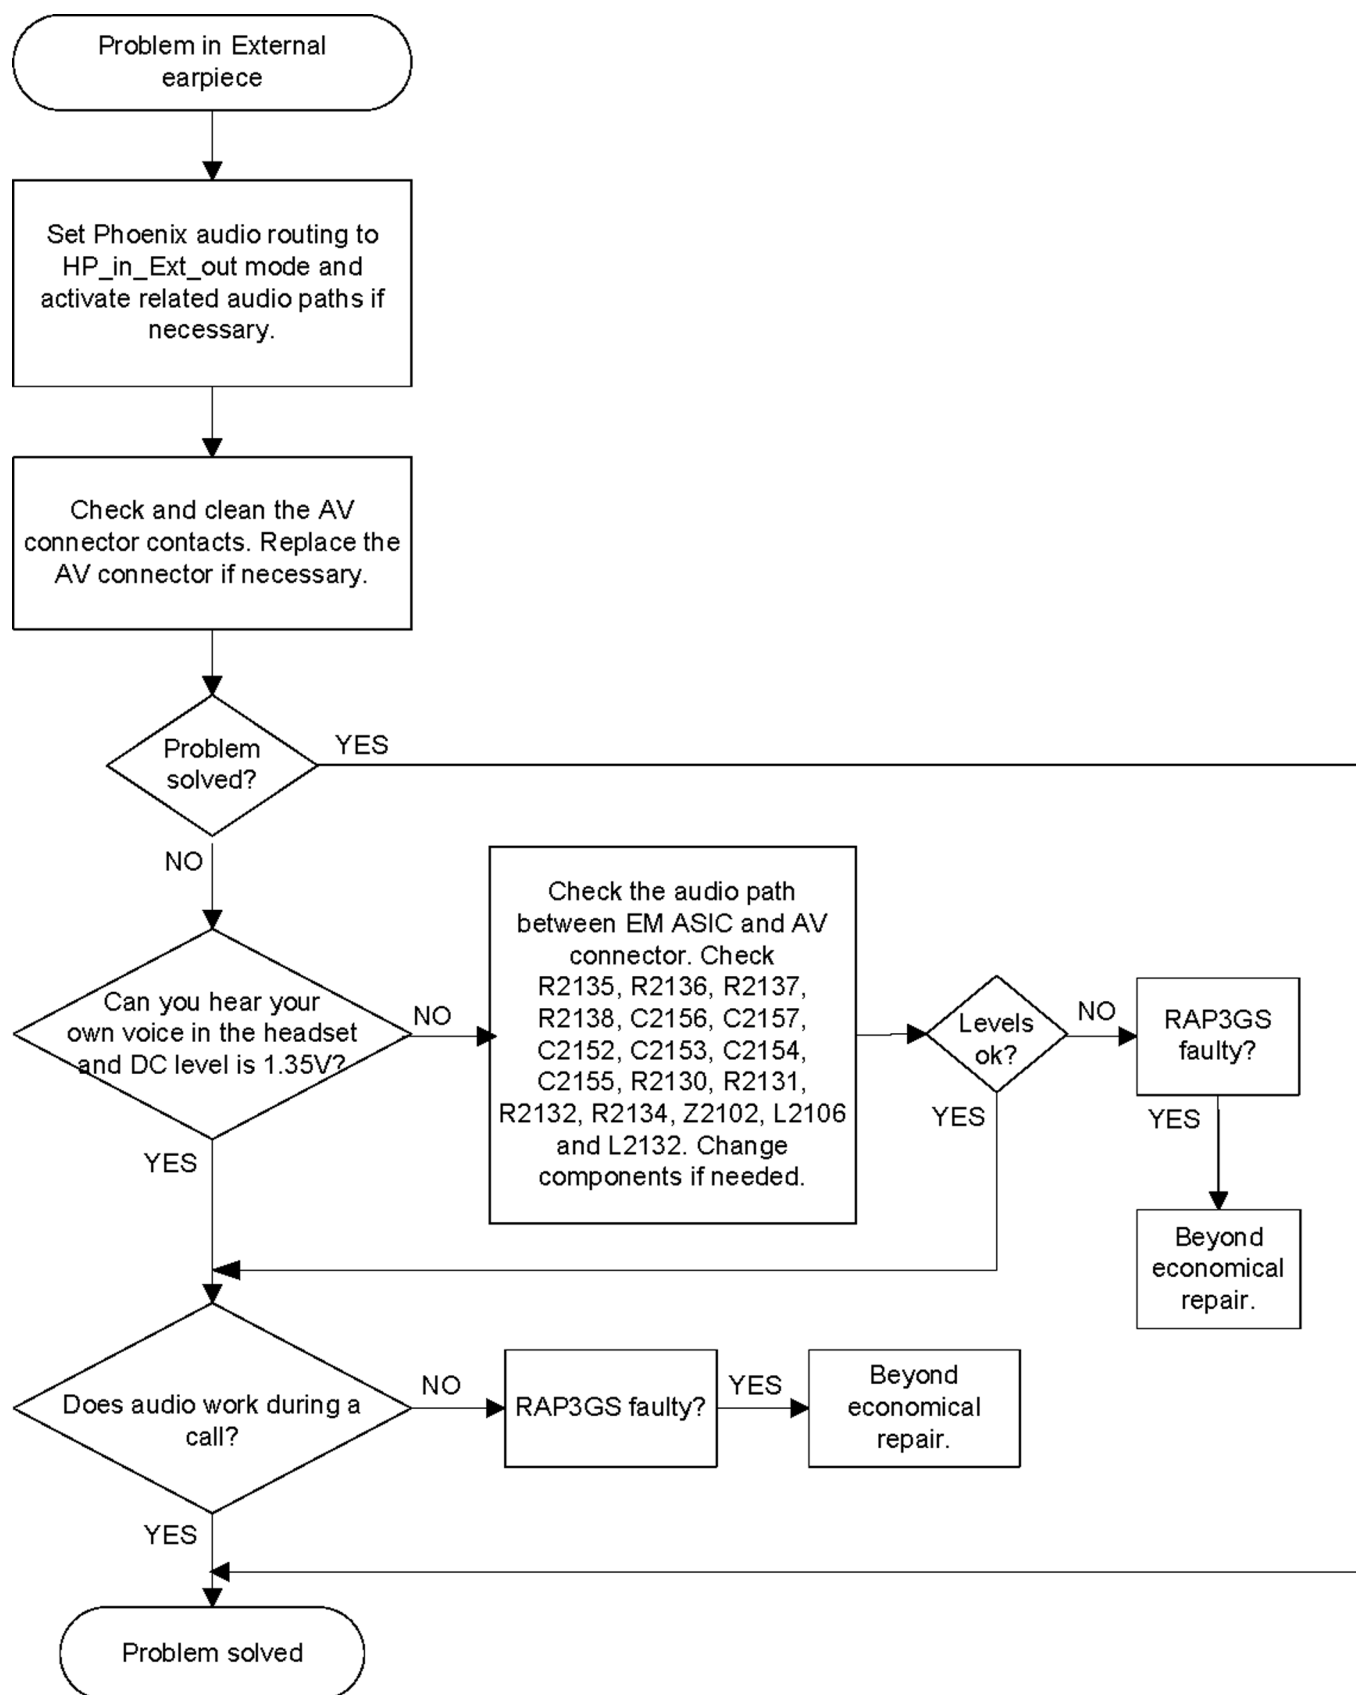 Problem in External
earpiece
Set Phoenix audio routing to
HP_in_Ext_out mode and
activate related audio paths if
necessary.
Check and clean the AV
connector contacts. Replace the
AV connector if necessary.
Problem
solved?
YES
NO
Can you hear your
own voice in the headset
and DC level is 1.35V?
NO
Check the audio path
between EM ASIC and AV
connector. Check
R2135, R2136, R2137,
R2138, C2156, C2157,
C2152, C2153, C2154,
C2155, R2130, R2131,
R2132, R2134, Z2102, L2106
and L2132. Change
components if needed.
Levels
ok?
NO
RAP3GS
faulty?
YES
YES
YES
Beyond
economical
repair.
Does audio work during a
call?
NO
RAP3GS faulty?
YES
Beyond
economical
repair.
YES
Problem solved